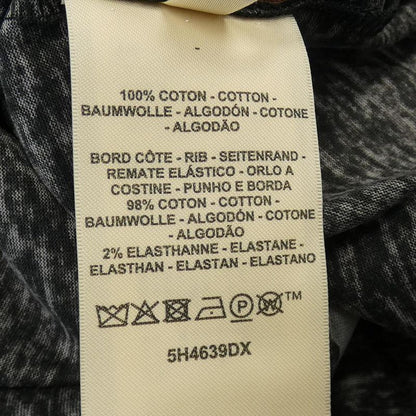 100% COTON - COTTON -
BAUMWOLLE - ALGODÓN - COTONE
- ALGODÃO
BORD CÔTE - RIB - SEITENRAND -
REMATE ELÁSTICO - ORLO A
COSTINE - PUNHO E BORDA
98% COTON - COTTON -
BAUMWOLLE - ALGODÓN - COTONE
- ALGODÃO
2% ELASTHANNE - ELASTANE -
ELASTHAN - ELASTAN - ELASTANO
P W TM
5H4639DX